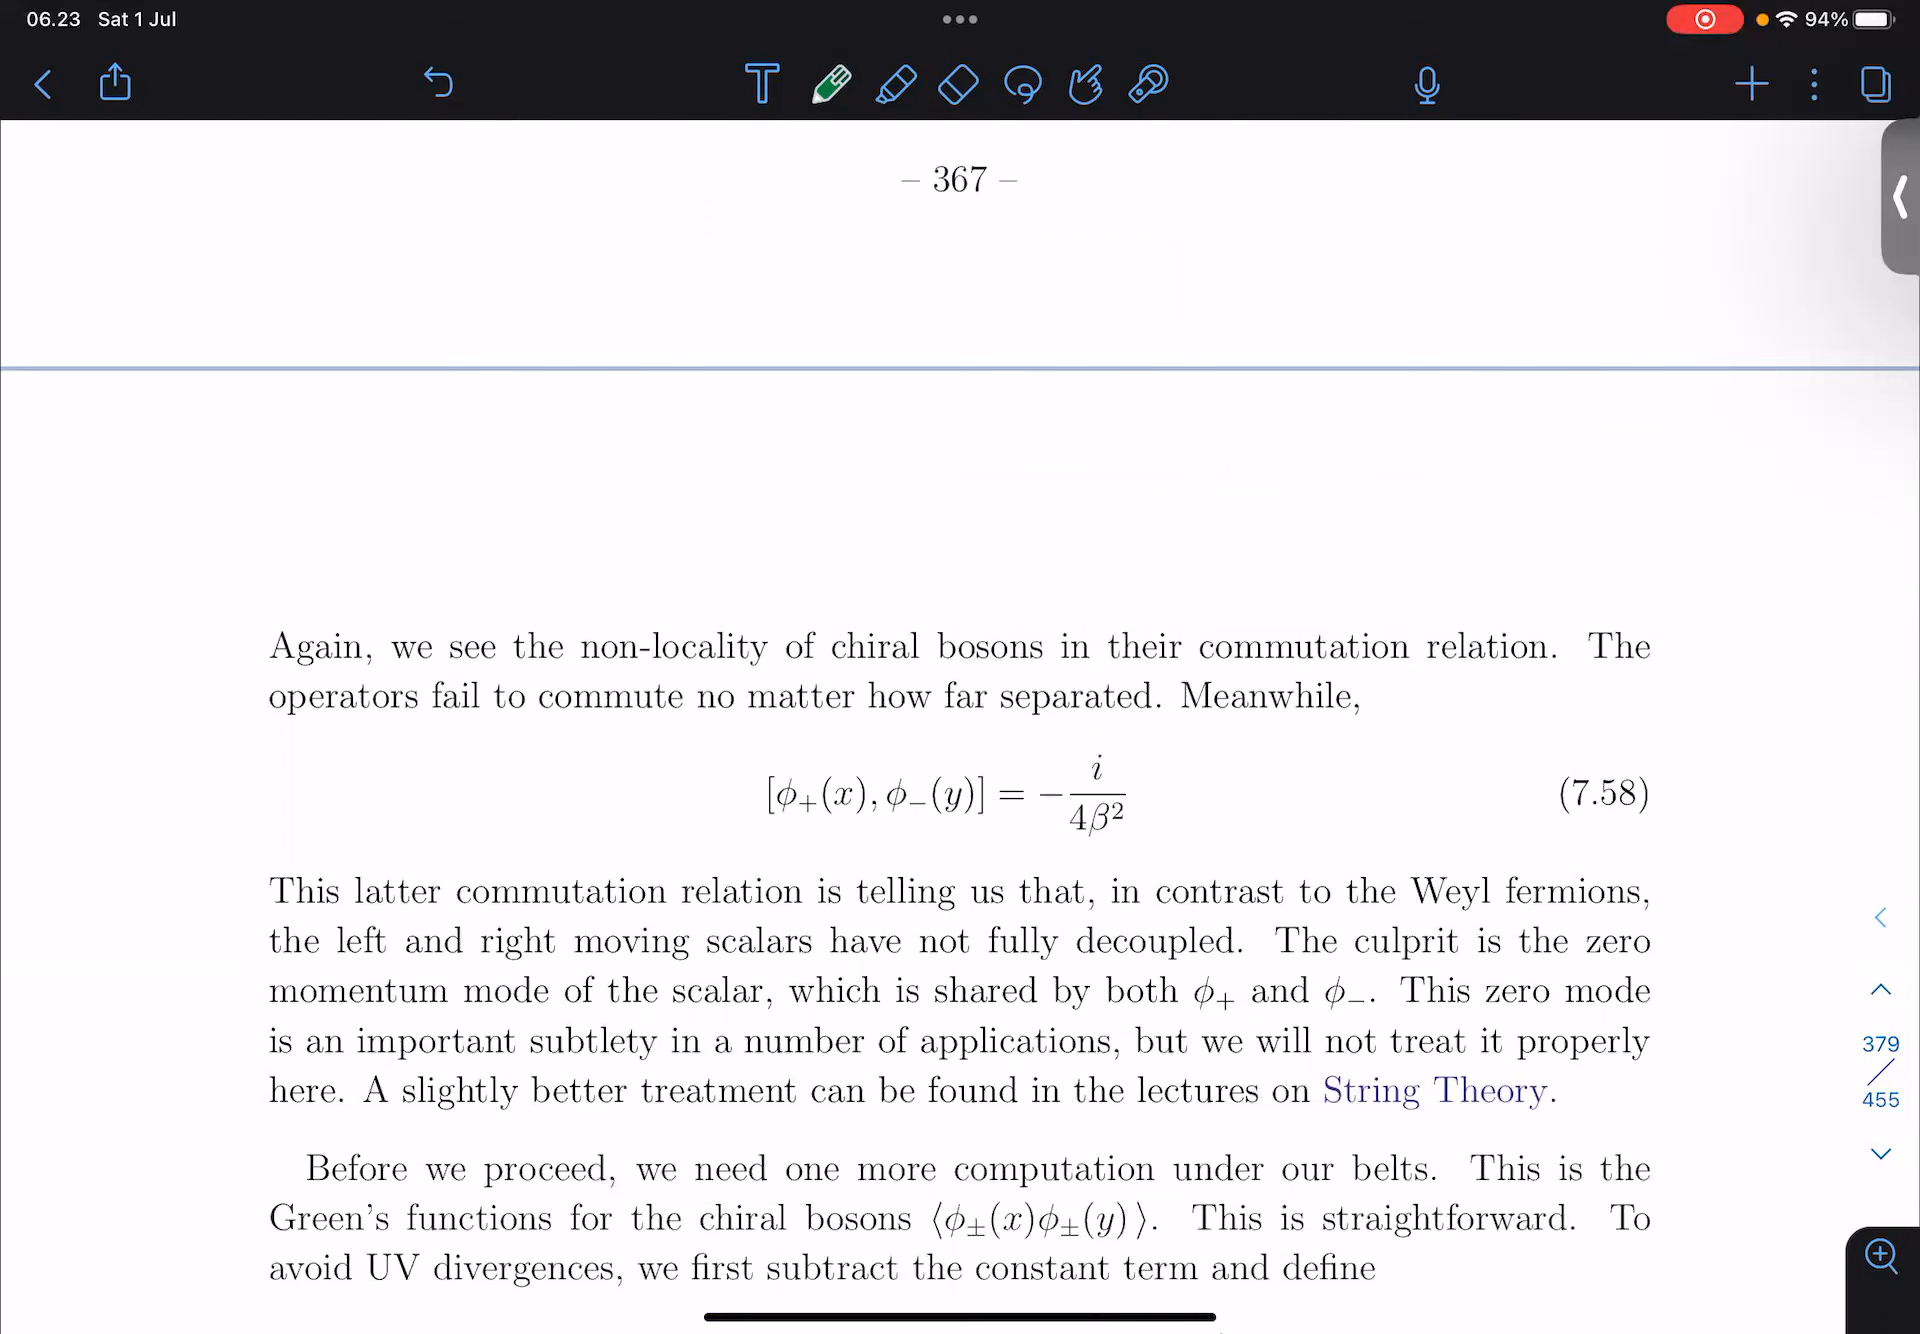 06.23 Sat 1 Jul
94%
– 367 –
Again, we see the non-locality of chiral bosons in their commutation relation. The
operators fail to commute no matter how far separated. Meanwhile,
[ϕ₊(x), ϕ₋(y)] = −i/4β² (7.58)
This latter commutation relation is telling us that, in contrast to the Weyl fermions,
the left and right moving scalars have not fully decoupled. The culprit is the zero
momentum mode of the scalar, which is shared by both ϕ₊ and ϕ₋. This zero mode
is an important subtlety in a number of applications, but we will not treat it properly
here. A slightly better treatment can be found in the lectures on String Theory.
Before we proceed, we need one more computation under our belts. This is the
Green's functions for the chiral bosons ⟨ϕ±(x)ϕ±(y)⟩. This is straightforward. To
avoid UV divergences, we first subtract the constant term and define
379
/
455